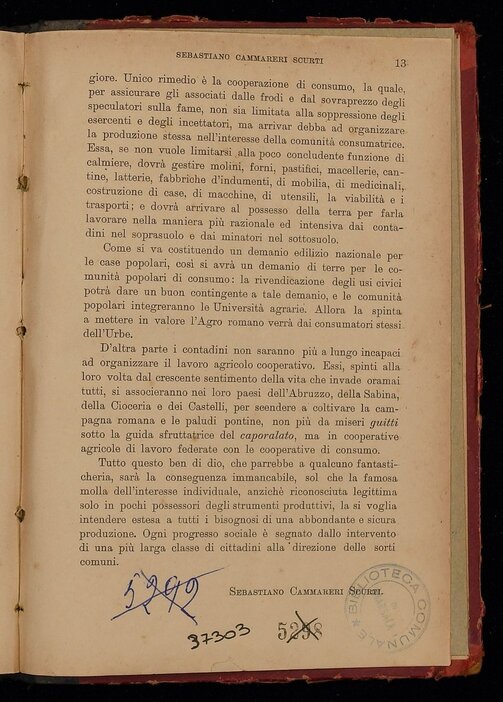 SEBASTIANO CAMMARERI SCURTI 13
giore. Unico rimedio è la cooperazione di consumo, la quale,
per assicurare gli associati dalle frodi e dal sovraprezzo degli
speculatori sulla fame, non sia limitata alla soppressione degli
esercenti e degli incettatori, ma arrivar debba ad organizzare
la produzione stessa nell'interesse della comunità consumatrice.
Essa, se non vuole limitarsi alla poco concludente funzione di
calmiere, dovrà gestire molini, forni, pastifici, macellerie, can-
tine, latterie, fabbriche d'indumenti, di mobilia, di medicinali,
costruzione di case, di macchine, di utensili, la viabilità e i
trasporti; e dovrà arrivare al possesso della terra per farla
lavorare nella maniera più razionale ed intensiva dai conta-
dini nel soprasuolo e dai minatori nel sottosuolo.
Come si va costituendo un demanio edilizio nazionale per
le case popolari, così si avrà un demanio di terre per le co-
munità popolari di consumo: la rivendicazione degli usi civici
potrà dare un buon contingente a tale demanio, e le comunità
popolari integreranno le Università agrarie. Allora la spinta
a mettere in valore l'Agro romano verrà dai consumatori stessi
dell'Urbe.
D'altra parte i contadini non saranno più a lungo incapaci
ad organizzare il lavoro agricolo cooperativo. Essi, spinti alla
loro volta dal crescente sentimento della vita che invade oramai
tutti, si associeranno nei loro paesi dell'Abruzzo, della Sabina,
della Cioceria e dei Castelli, per scendere a coltivare la cam-
pagna romana e le paludi pontine, non più da miseri guitti
sotto la guida sfruttatrice del caporalato, ma in cooperative
agricole di lavoro federate con le cooperative di consumo.
Tutto questo ben di dio, che parrebbe a qualcuno fantasti-
cheria, sarà la conseguenza immancabile, sol che la famosa
molla dell'interesse individuale, anzichè riconosciuta legittima
solo in pochi possessori degli strumenti produttivi, la si voglia
intendere estesa a tutti i bisognosi di una abbondante e sicura
produzione. Ogni progresso sociale è segnato dall'intervento
di una più larga classe di cittadini alla direzione delle sorti
comuni.
SEBASTIANO CAMMARERI SCURTI.
5292
37303
5298
BIBLIOTECA COMUNALE